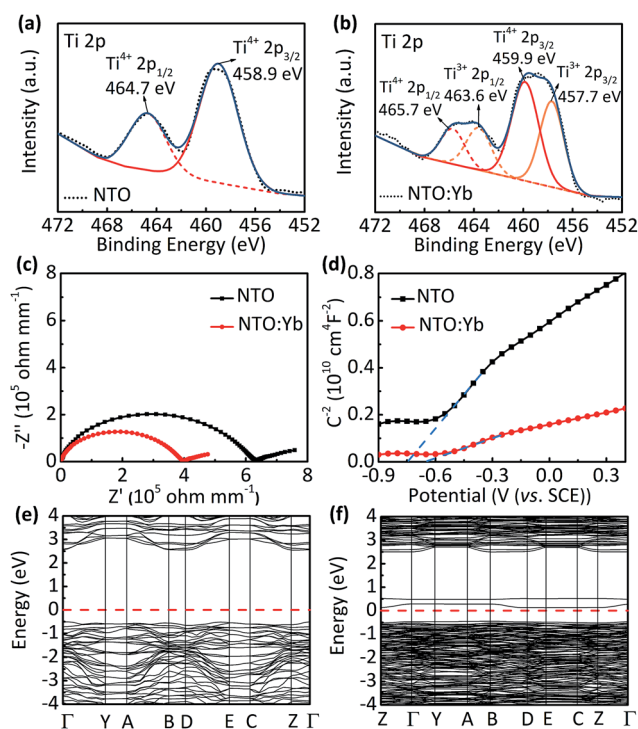 (a)
Ti 2p
Ti⁴⁺ 2p₁/₂
464.7 eV
Ti⁴⁺ 2p₃/₂
458.9 eV
NTO
Intensity (a.u.)
472 468 464 460 456 452
Binding Energy (eV)
(b)
Ti 2p
Ti⁴⁺ 2p₃/₂
459.9 eV
Ti³⁺ 2p₁/₂
463.6 eV
Ti³⁺ 2p₃/₂
457.7 eV
Ti⁴⁺ 2p₁/₂
465.7 eV
NTO:Yb
Intensity (a.u.)
472 468 464 460 456 452
Binding Energy (eV)
(c)
NTO
NTO:Yb
-Z'' (10⁵ ohm mm⁻¹)
8
6
4
2
0
0 2 4 6 8
Z' (10⁵ ohm mm⁻¹)
(d)
NTO
NTO:Yb
C⁻² (10¹⁰ cm⁴F⁻²)
0.8
0.6
0.4
0.2
0.0
-0.9 -0.6 -0.3 0.0 0.3
Potential (V (vs. SCE))
(e)
Energy (eV)
4
3
2
1
0
-1
-2
-3
-4
Γ Y A B D E C Z Γ
(f)
Energy (eV)
4
3
2
1
0
-1
-2
-3
-4
Z Γ Y A B D E C Z Γ